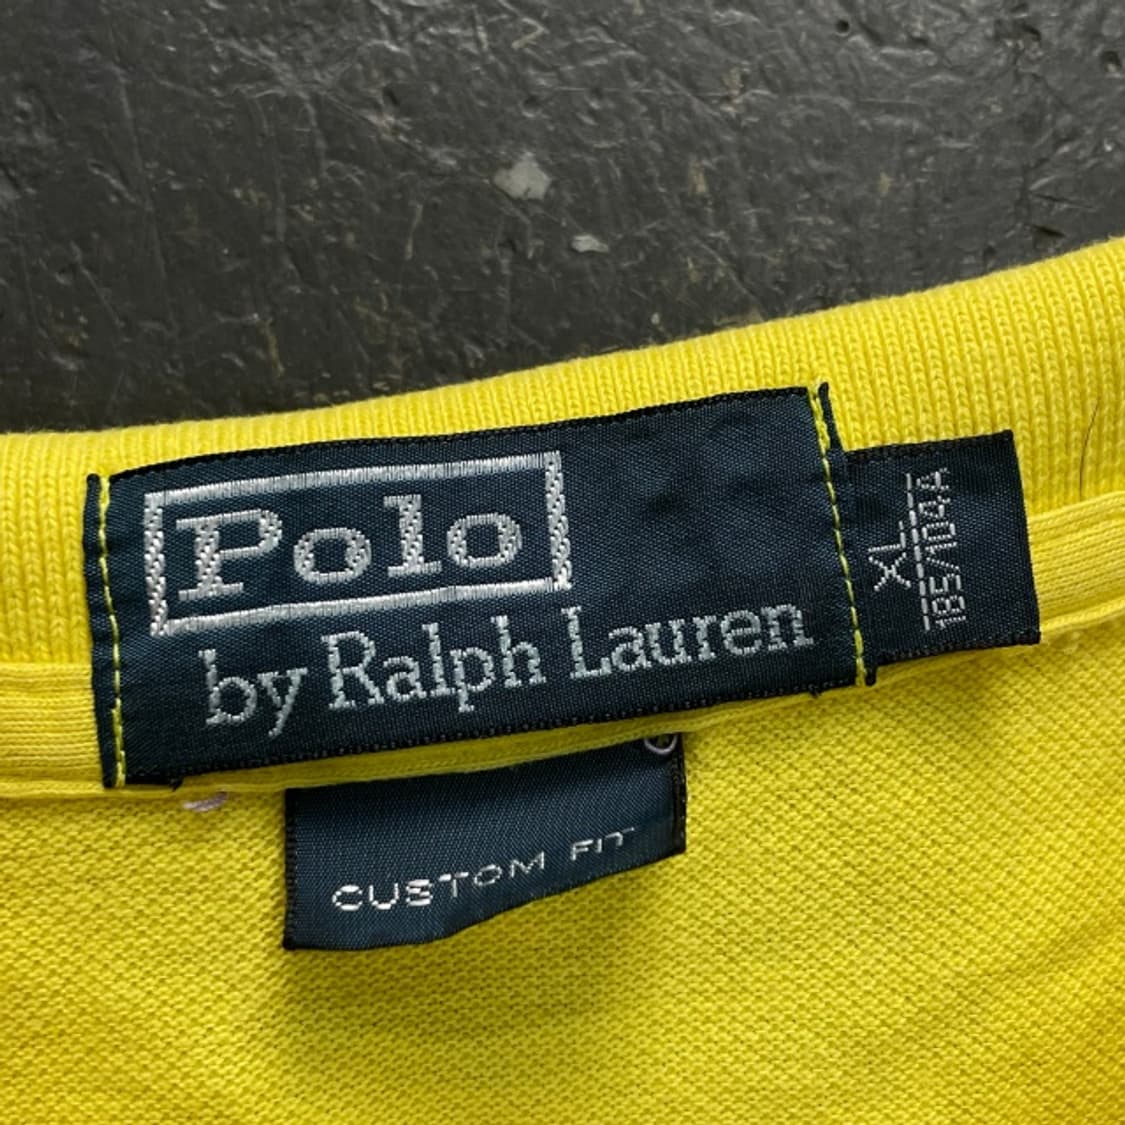 Polo
by Ralph Lauren
XL
185/104A
CUSTOM FIT